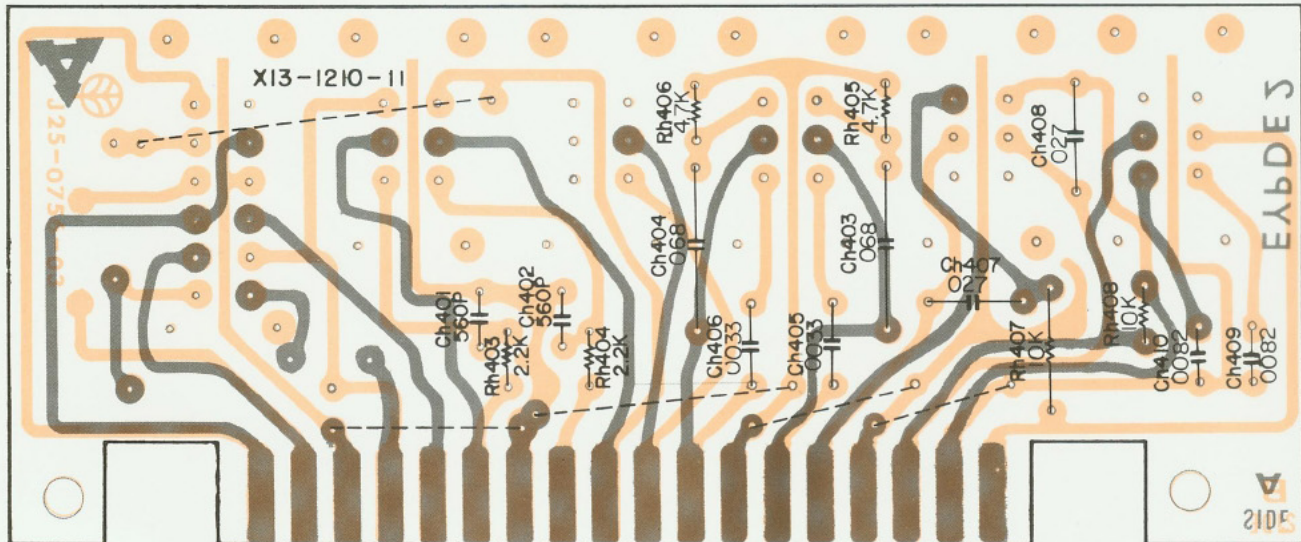 X13-1210-11
Rh406
4.7K
Rh405
4.7K
Ch408
027
Ch404
068
Ch403
068
Ch407
027
Ch401
560P
Ch402
560P
Rh403
2.2K
Rh404
2.2K
Ch406
0033
Ch405
0033
Rh407
10K
Rh408
10K
Ch410
0082
Ch409
0082
EYPDE 2
A
SIDE